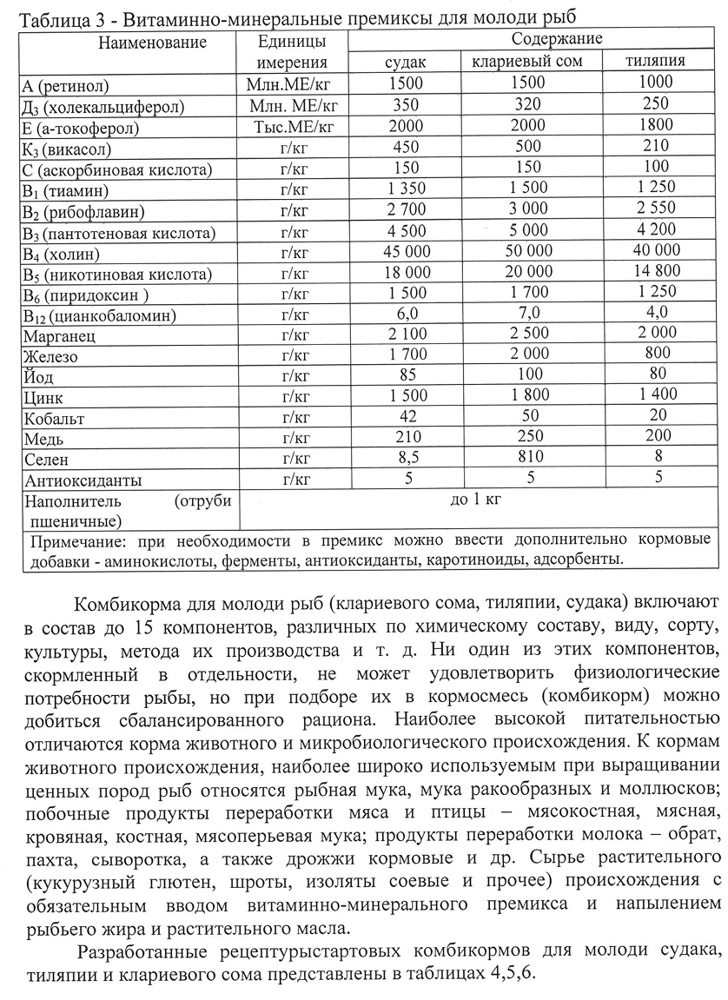 Таблица 3 - Витаминно-минеральные премиксы для молоди рыб
Наименование Единицы имерения Содержание
судак клариевый сом тиляпия
А (ретинол) Млн.МЕ/кг 1500 1500 1000
Д3 (холекальциферол) Млн. МЕ/кг 350 320 250
Е (а-токоферол) Тыс.МЕ/кг 2000 2000 1800
К3 (викасол) г/кг 450 500 210
С (аскорбиновая кислота) г/кг 150 150 100
В1 (тиамин) г/кг 1 350 1 500 1 250
В2 (рибофлавин) г/кг 2 700 3 000 2 550
В3 (пантотеновая кислота) г/кг 4 500 5 000 4 200
В4 (холин) г/кг 45 000 50 000 40 000
В5 (никотиновая кислота) г/кг 18 000 20 000 14 800
В6 (пиридоксин ) г/кг 1 500 1 700 1 250
В12 (цианкобаломин) г/кг 6,0 7,0 4,0
Марганец г/кг 2 100 2 500 2 000
Железо г/кг 1 700 2 000 800
Йод г/кг 85 100 80
Цинк г/кг 1 500 1 800 1 400
Кобальт г/кг 42 50 20
Медь г/кг 210 250 200
Селен г/кг 8,5 810 8
Антиоксиданты г/кг 5 5 5
Наполнитель (отруби до 1 кг
пшеничные)
Примечание: при необходимости в премикс можно ввести дополнительно кормовые
добавки - аминокислоты, ферменты, антиоксиданты, каротиноиды, адсорбенты.
Комбикорма для молоди рыб (клариевого сома, тиляпии, судака) включают
в состав до 15 компонентов, различных по химическому составу, виду, сорту,
культуры, метода их производства и т. д. Ни один из этих компонентов,
скормленный в отдельности, не может удовлетворить физиологические
потребности рыбы, но при подборе их в кормосмесь (комбикорм) можно
добиться сбалансированного рациона. Наиболее высокой питательностью
отличаются корма животного и микробиологического происхождения. К кормам
животного происхождения, наиболее широко используемым при выращивании
ценных пород рыб относятся рыбная мука, мука ракообразных и моллюсков;
побочные продукты переработки мяса и птицы – мясокостная, мясная,
кровяная, костная, мясоперьевая мука; продукты переработки молока – обрат,
пахта, сыворотка, а также дрожжи кормовые и др. Сырье растительного
(кукурузный глютен, шроты, изоляты соевые и прочее) происхождения с
обязательным вводом витаминно-минерального премикса и напылением
рыбьего жира и растительного масла.
Разработанные рецептурыстартовых комбикормов для молоди судака,
тиляпии и клариевого сома представлены в таблицах 4,5,6.